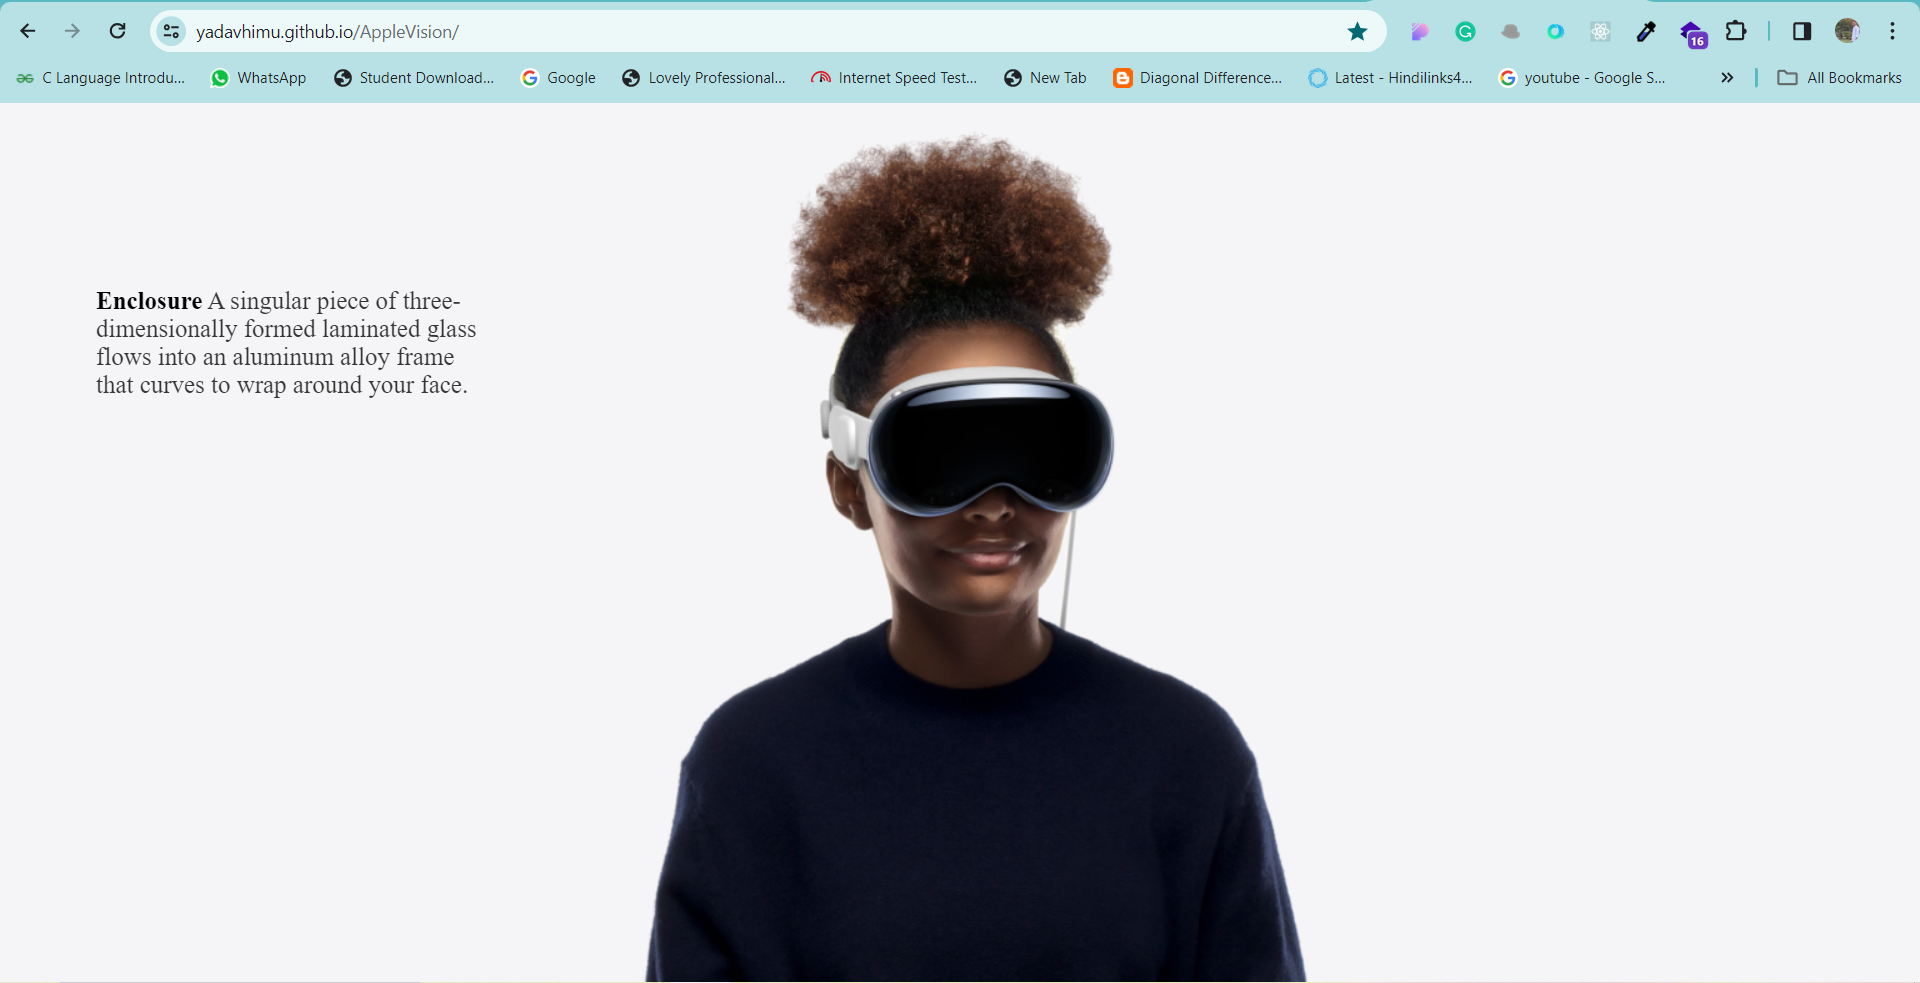 yadavhimu.github.io/AppleVision/
16
C Language Introdu...
WhatsApp
Student Download...
Google
Lovely Professional...
Internet Speed Test...
New Tab
Diagonal Difference...
Latest - Hindilinks4...
youtube - Google S...
All Bookmarks
Enclosure A singular piece of three-
dimensionally formed laminated glass
flows into an aluminum alloy frame
that curves to wrap around your face.